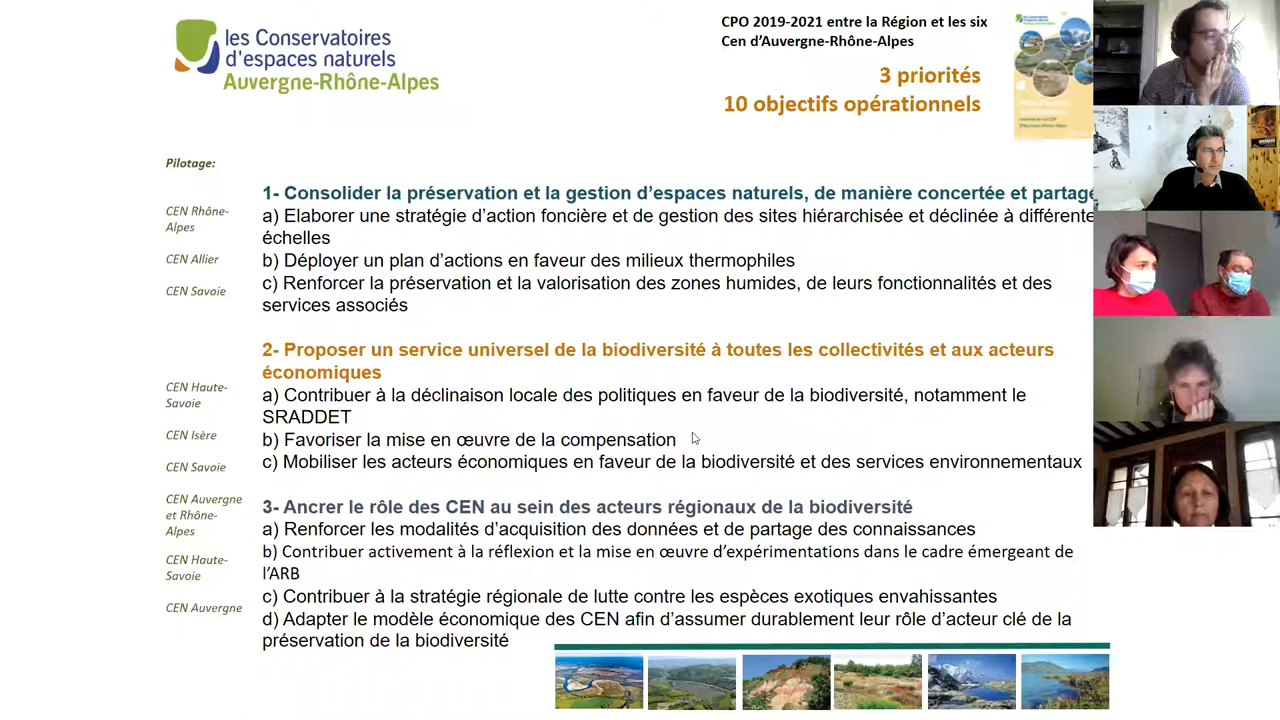 les Conservatoires
d'espaces naturels
Auvergne-Rhône-Alpes
CPO 2019-2021 entre la Région et les six
Cen d'Auvergne-Rhône-Alpes
3 priorités
10 objectifs opérationnels
Pilotage:
1- Consolider la préservation et la gestion d'espaces naturels, de manière concertée et partagé
CEN Rhône-
Alpes
a) Elaborer une stratégie d'action foncière et de gestion des sites hiérarchisée et déclinée à différente
échelles
CEN Allier
b) Déployer un plan d'actions en faveur des milieux thermophiles
CEN Savoie
c) Renforcer la préservation et la valorisation des zones humides, de leurs fonctionnalités et des
services associés
2- Proposer un service universel de la biodiversité à toutes les collectivités et aux acteurs
économiques
CEN Haute-
Savoie
a) Contribuer à la déclinaison locale des politiques en faveur de la biodiversité, notamment le
SRADDET
CEN Isère
b) Favoriser la mise en œuvre de la compensation
CEN Savoie
c) Mobiliser les acteurs économiques en faveur de la biodiversité et des services environnementaux
3- Ancrer le rôle des CEN au sein des acteurs régionaux de la biodiversité
CEN Auvergne
et Rhône-
Alpes
a) Renforcer les modalités d'acquisition des données et de partage des connaissances
CEN Haute-
Savoie
b) Contribuer activement à la réflexion et la mise en œuvre d'expérimentations dans le cadre émergeant de
l'ARB
CEN Auvergne
c) Contribuer à la stratégie régionale de lutte contre les espèces exotiques envahissantes
d) Adapter le modèle économique des CEN afin d'assumer durablement leur rôle d'acteur clé de la
préservation de la biodiversité